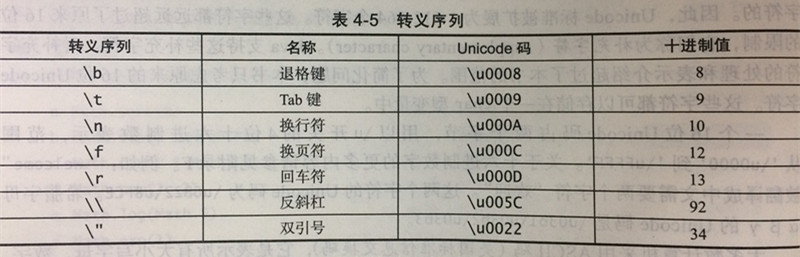 表 4-5 转义序列
转义序列 名称 Unicode 码 十进制值
\b 退格键 \u0008 8
\t Tab 键 \u0009 9
\n 换行符 \u000A 10
\f 换页符 \u000C 12
\r 回车符 \u000D 13
\\ 反斜杠 \u005C 92
\" 双引号 \u0022 34